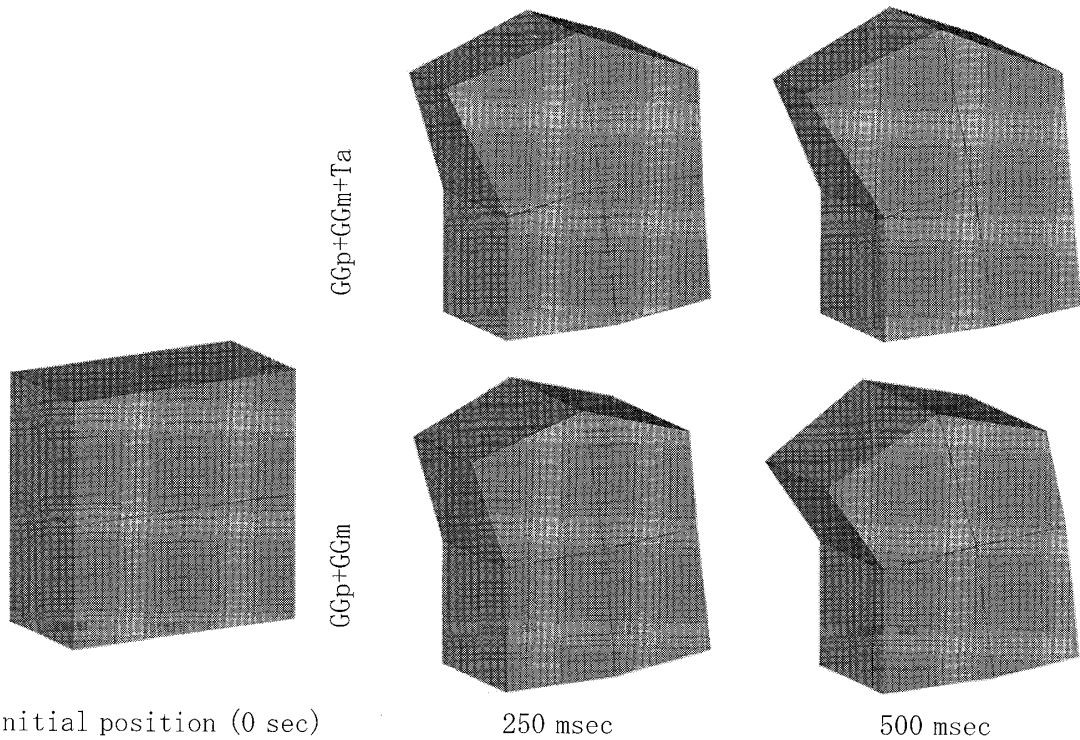 GGp+GGm+Ta
GGp+GGm
nitial position (0 sec)
250 msec
500 msec